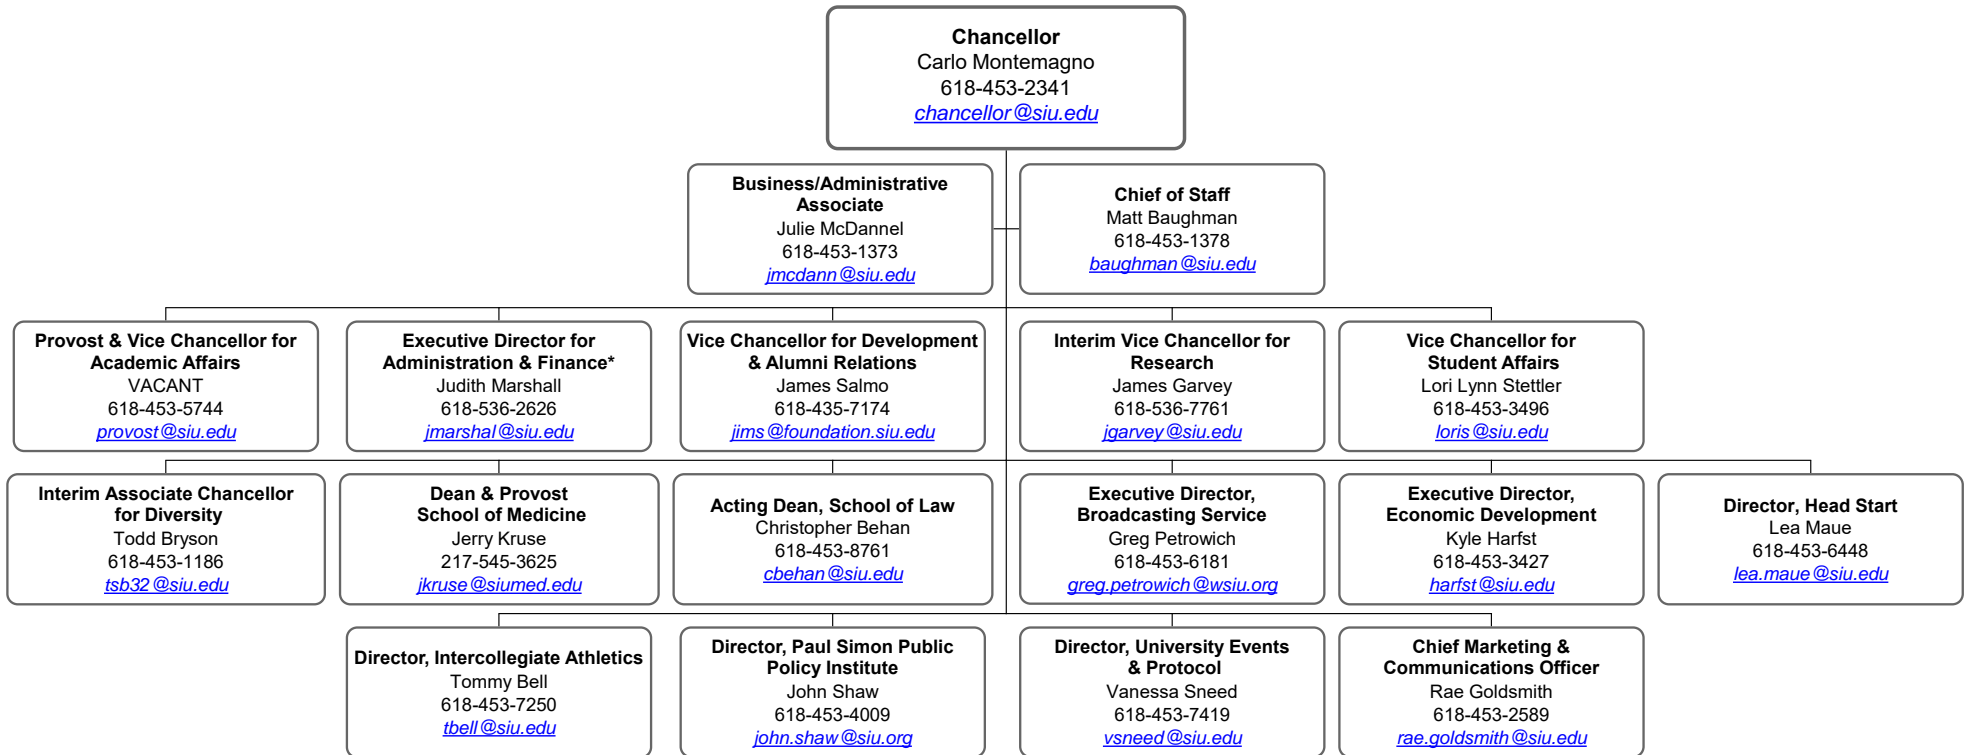 Chancellor
Carlo Montemagno
618-453-2341
chancellor@siu.edu
Business/Administrative
Associate
Julie McDannel
618-453-1373
jmcdann@siu.edu
Chief of Staff
Matt Baughman
618-453-1378
baughman@siu.edu
Provost & Vice Chancellor for
Academic Affairs
VACANT
618-453-5744
provost@siu.edu
Executive Director for
Administration & Finance*
Judith Marshall
618-536-2626
jmarshal@siu.edu
Vice Chancellor for Development
& Alumni Relations
James Salmo
618-435-7174
jims@foundation.siu.edu
Interim Vice Chancellor for
Research
James Garvey
618-536-7761
jgarvey@siu.edu
Vice Chancellor for
Student Affairs
Lori Lynn Stettler
618-453-3496
loris@siu.edu
Interim Associate Chancellor
for Diversity
Todd Bryson
618-453-1186
tsb32@siu.edu
Dean & Provost
School of Medicine
Jerry Kruse
217-545-3625
jkruse@siumed.edu
Acting Dean, School of Law
Christopher Behan
618-453-8761
cbehan@siu.edu
Executive Director,
Broadcasting Service
Greg Petrowich
618-453-6181
greg.petrowich@wsiu.org
Executive Director,
Economic Development
Kyle Harfst
618-453-3427
harfst@siu.edu
Director, Head Start
Lea Maue
618-453-6448
lea.maue@siu.edu
Director, Intercollegiate Athletics
Tommy Bell
618-453-7250
tbell@siu.edu
Director, Paul Simon Public
Policy Institute
John Shaw
618-453-4009
john.shaw@siu.org
Director, University Events
& Protocol
Vanessa Sneed
618-453-7419
vsneed@siu.edu
Chief Marketing &
Communications Officer
Rae Goldsmith
618-453-2589
rae.goldsmith@siu.edu